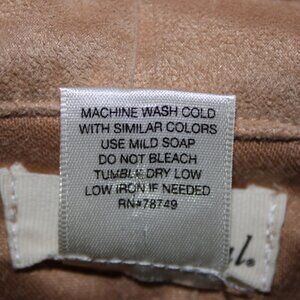 MACHINE WASH COLD
WITH SIMILAR COLORS
USE MILD SOAP
DO NOT BLEACH
TUMBLE DRY LOW
LOW IRON IF NEEDED
RN#78749